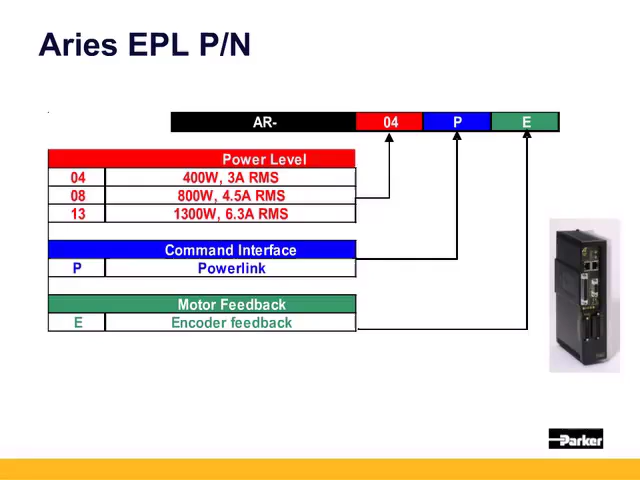 Aries EPL P/N
AR- 04 P E
Power Level
04 400W, 3A RMS
08 800W, 4.5A RMS
13 1300W, 6.3A RMS
Command Interface
P Powerlink
Motor Feedback
E Encoder feedback
Parker